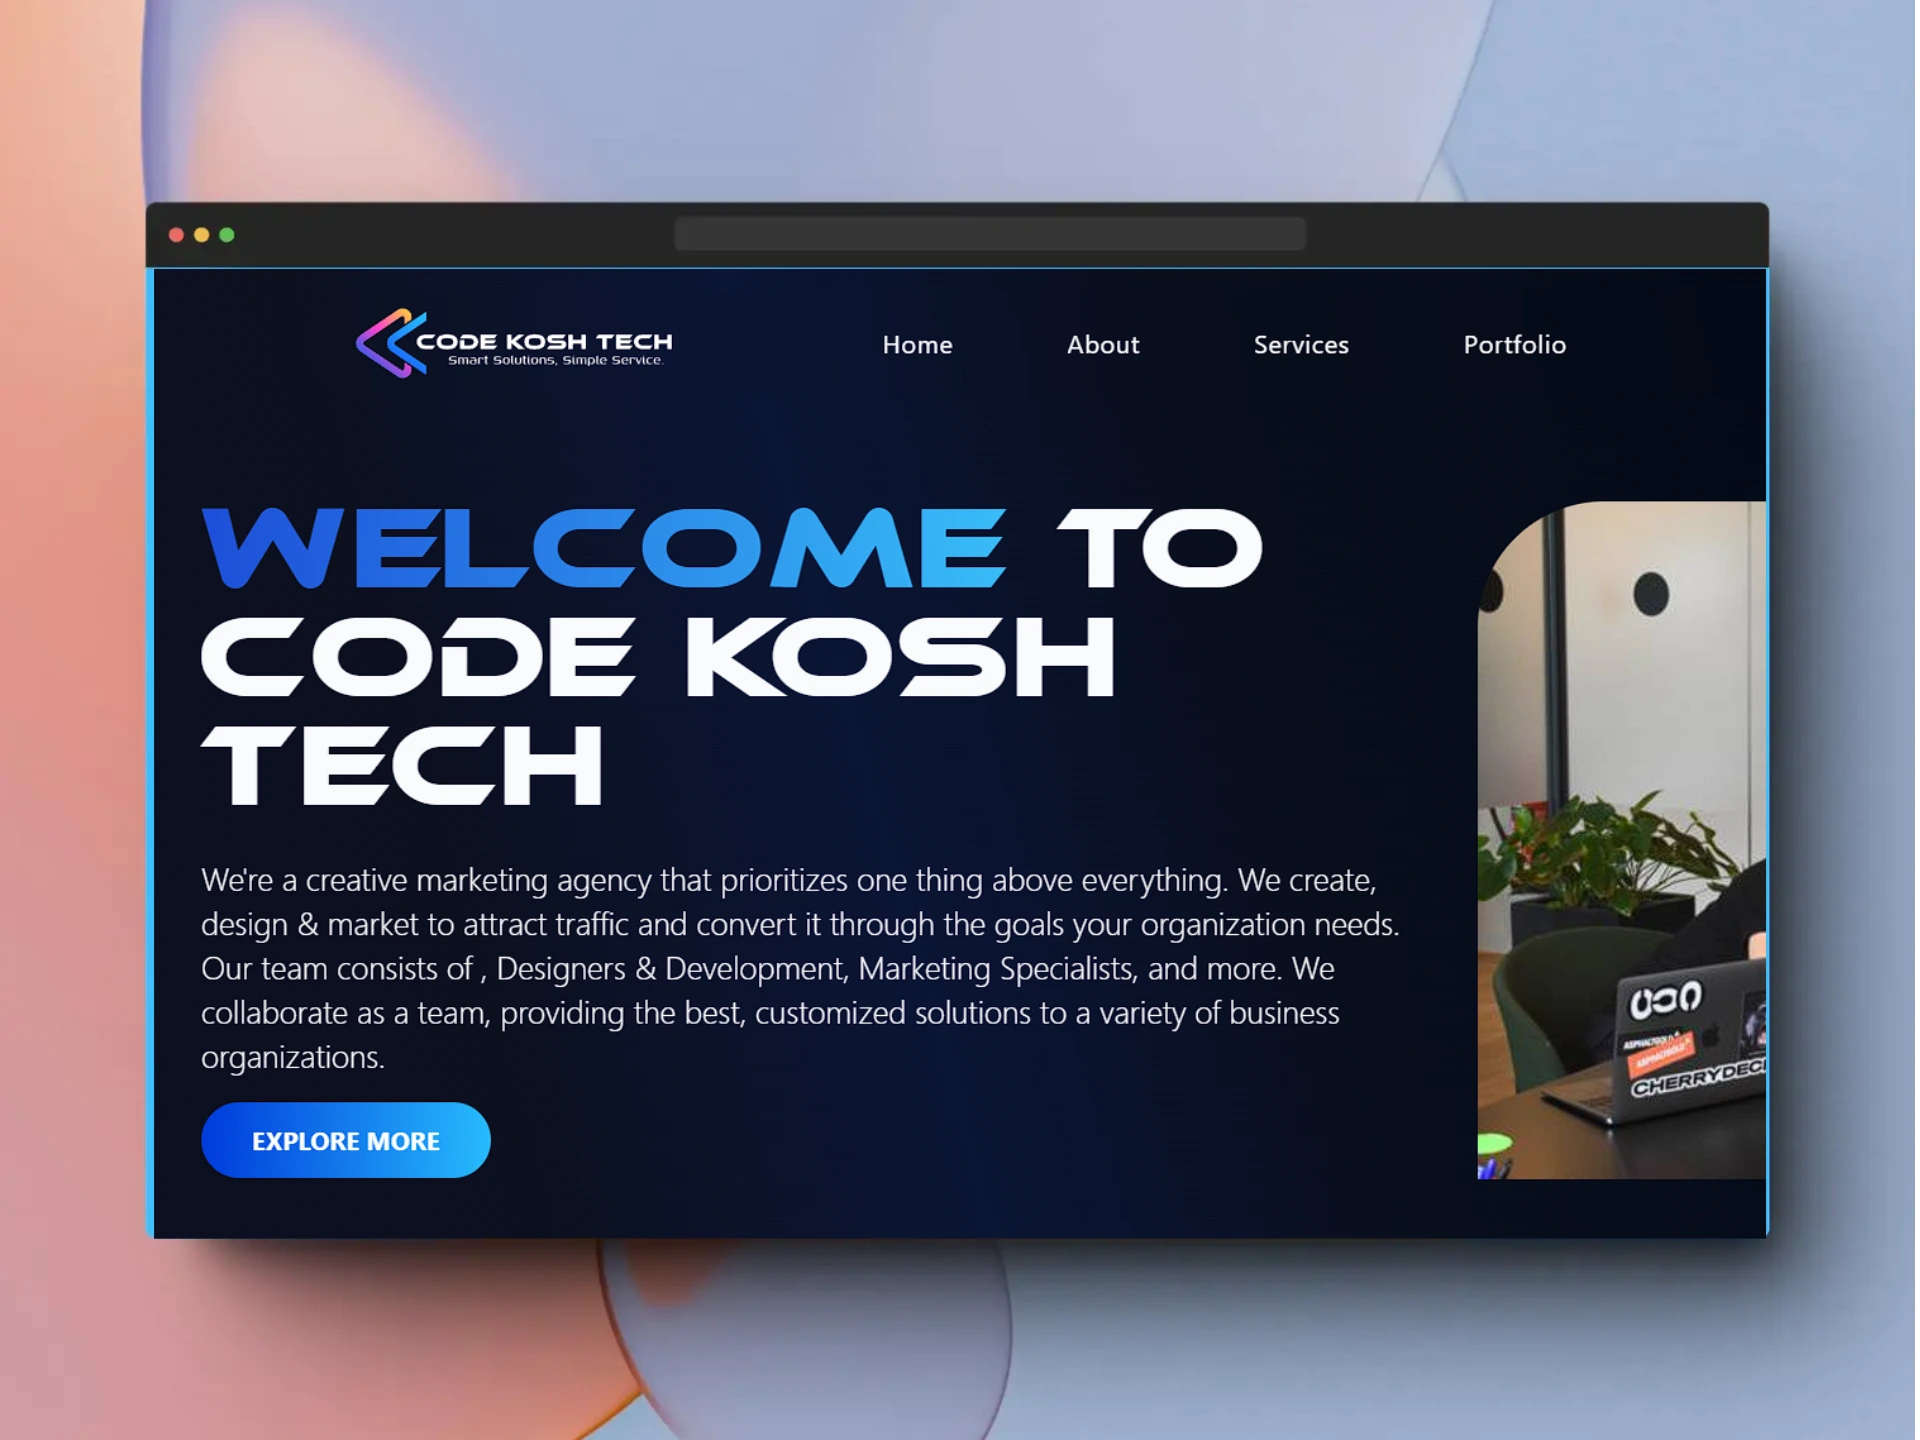 CODE KOSH TECH
Smart Solutions, Simple Service.
Home
About
Services
Portfolio
WELCOME TO
CODE KOSH
TECH
We're a creative marketing agency that prioritizes one thing above everything. We create,
design & market to attract traffic and convert it through the goals your organization needs.
Our team consists of , Designers & Development, Marketing Specialists, and more. We
collaborate as a team, providing the best, customized solutions to a variety of business
organizations.
EXPLORE MORE